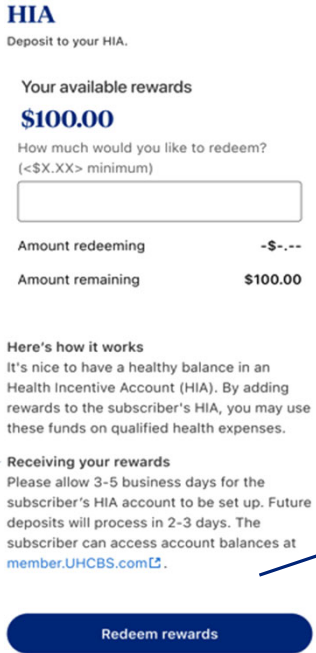 HIA
Deposit to your HIA.
Your available rewards
$100.00
How much would you like to redeem?
(<$X.XX> minimum)
Amount redeeming -$-.--
Amount remaining $100.00
Here's how it works
It's nice to have a healthy balance in an
Health Incentive Account (HIA). By adding
rewards to the subscriber's HIA, you may use
these funds on qualified health expenses.
Receiving your rewards
Please allow 3-5 business days for the
subscriber's HIA account to be set up. Future
deposits will process in 2-3 days. The
subscriber can access account balances at
member.UHCBS.com.
Redeem rewards